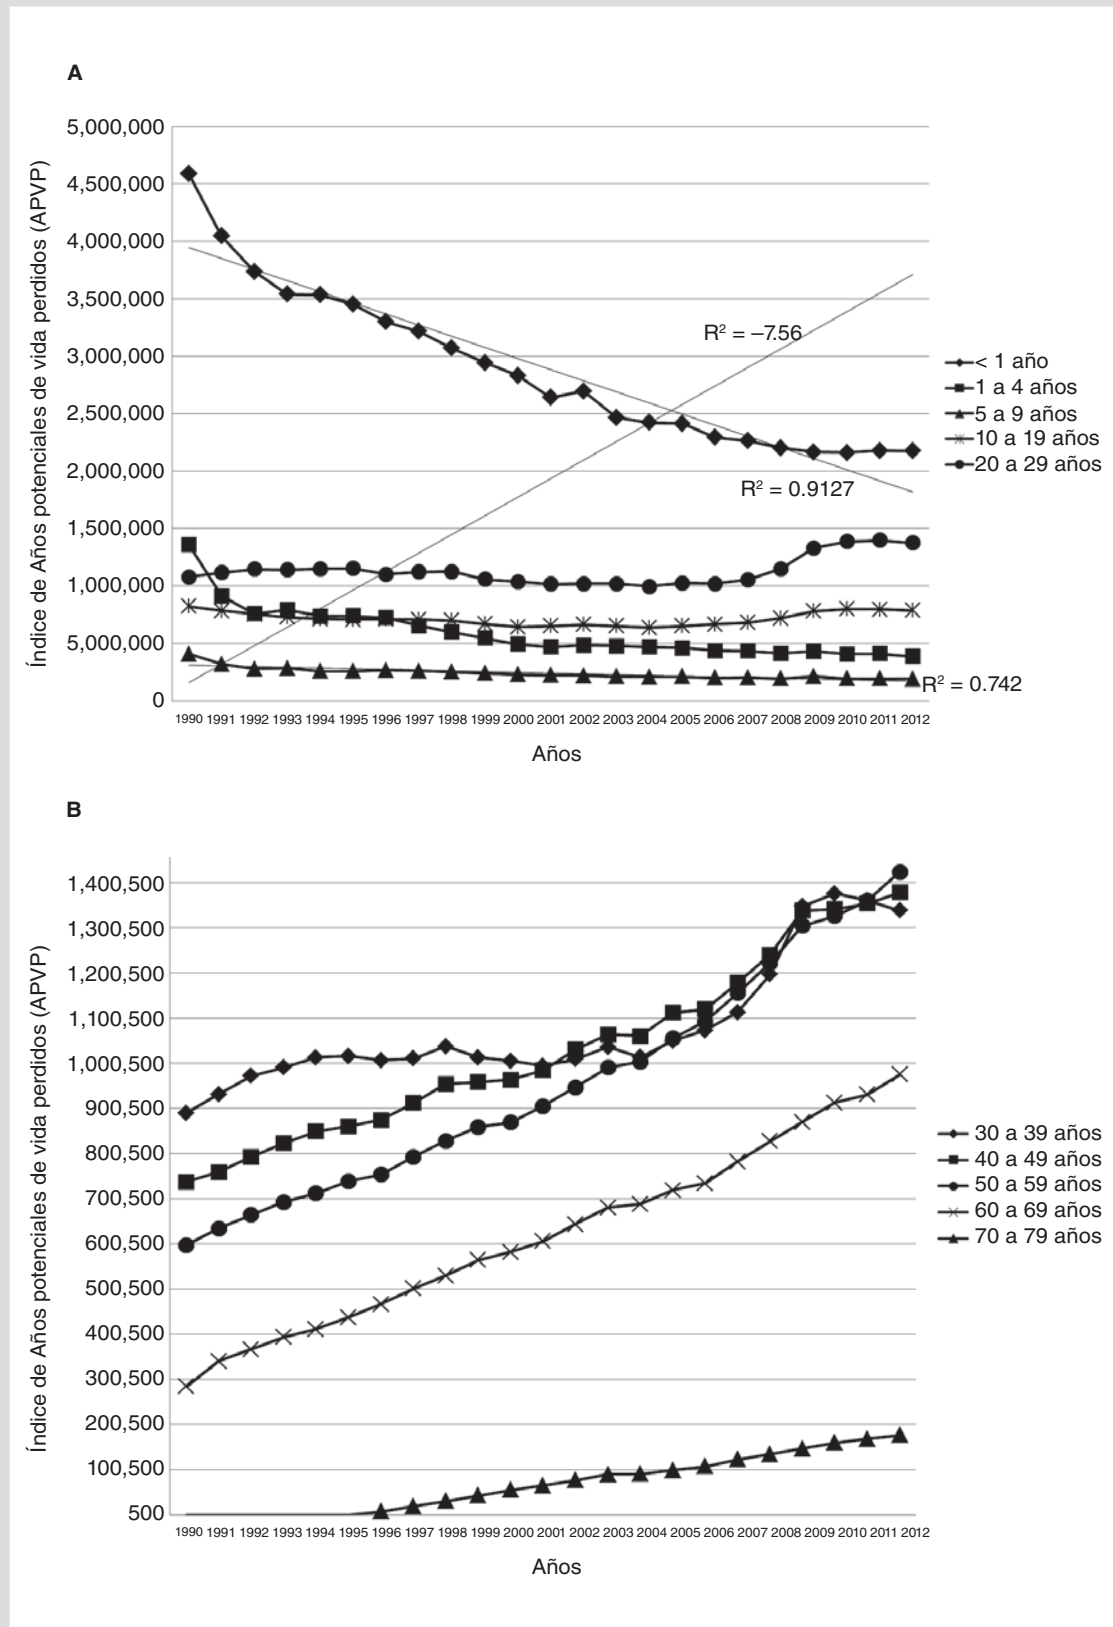 A
Índice de Años potenciales de vida perdidos (APVP)
5,000,000
4,500,000
4,000,000
3,500,000
3,000,000
2,500,000
2,000,000
1,500,000
1,000,000
5,000,000
0
R² = –7.56
R² = 0.9127
R² = 0.742
< 1 año
1 a 4 años
5 a 9 años
10 a 19 años
20 a 29 años
1990 1991 1992 1993 1994 1995 1996 1997 1998 1999 2000 2001 2002 2003 2004 2005 2006 2007 2008 2009 2010 2011 2012
Años
B
Índice de Años potenciales de vida perdidos (APVP)
1,400,500
1,300,500
1,200,500
1,100,500
1,000,500
900,500
800,500
700,500
600,500
500,500
400,500
300,500
200,500
100,500
500
30 a 39 años
40 a 49 años
50 a 59 años
60 a 69 años
70 a 79 años
1990 1991 1992 1993 1994 1995 1996 1997 1998 1999 2000 2001 2002 2003 2004 2005 2006 2007 2008 2009 2010 2011 2012
Años